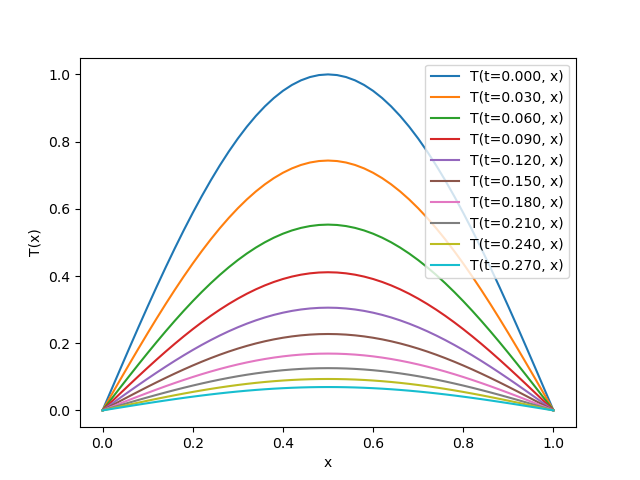 T(t=0.000, x)
T(t=0.030, x)
T(t=0.060, x)
T(t=0.090, x)
T(t=0.120, x)
T(t=0.150, x)
T(t=0.180, x)
T(t=0.210, x)
T(t=0.240, x)
T(t=0.270, x)
1.0
0.8
0.6
0.4
0.2
0.0
T(x)
0.0 0.2 0.4 0.6 0.8 1.0
x